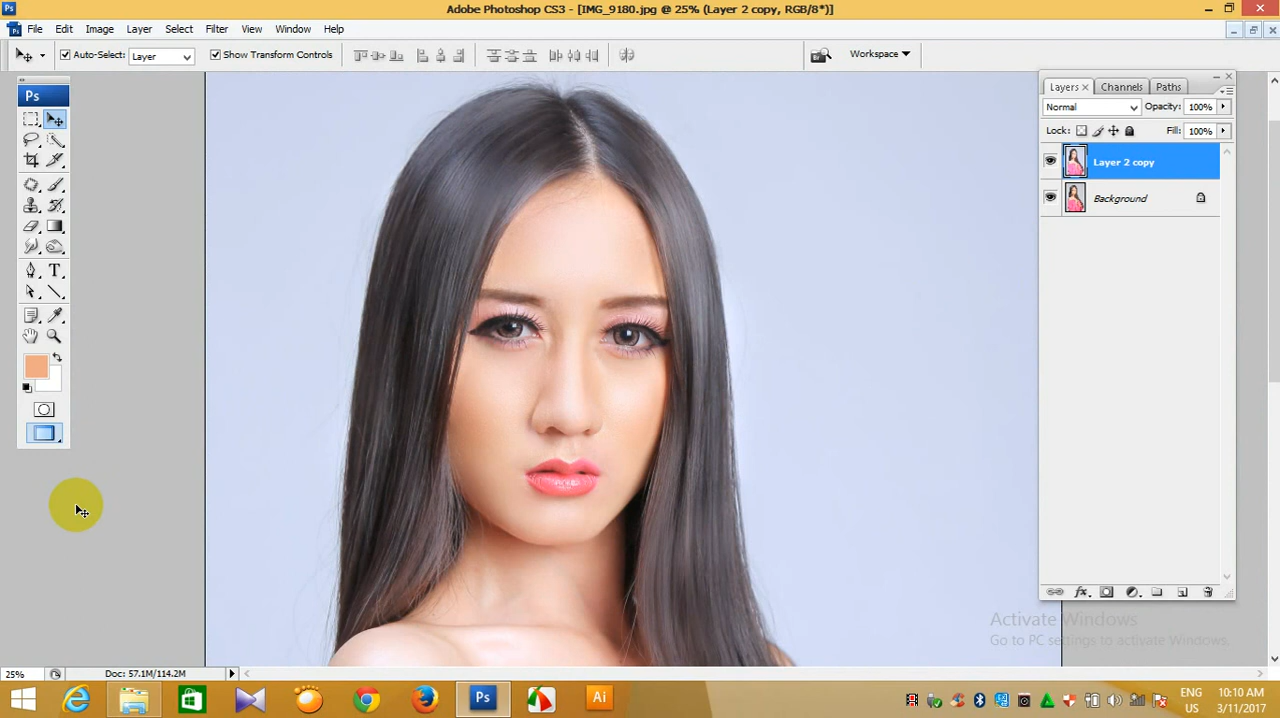 Adobe Photoshop CS3 - [IMG_9180.jpg @ 25% (Layer 2 copy, RGB/8*)]
File Edit Image Layer Select Filter View Window Help
Auto-Select: Layer Show Transform Controls Workspace
Ps
Layers Channels Paths
Normal Opacity: 100%
Lock: Fill: 100%
Layer 2 copy
Background
T
Activate Windows
Go to PC settings to activate Windows.
25% Doc: 57.1M/114.2M
Ps Ai
ENG 10:10 AM
US 3/11/2017